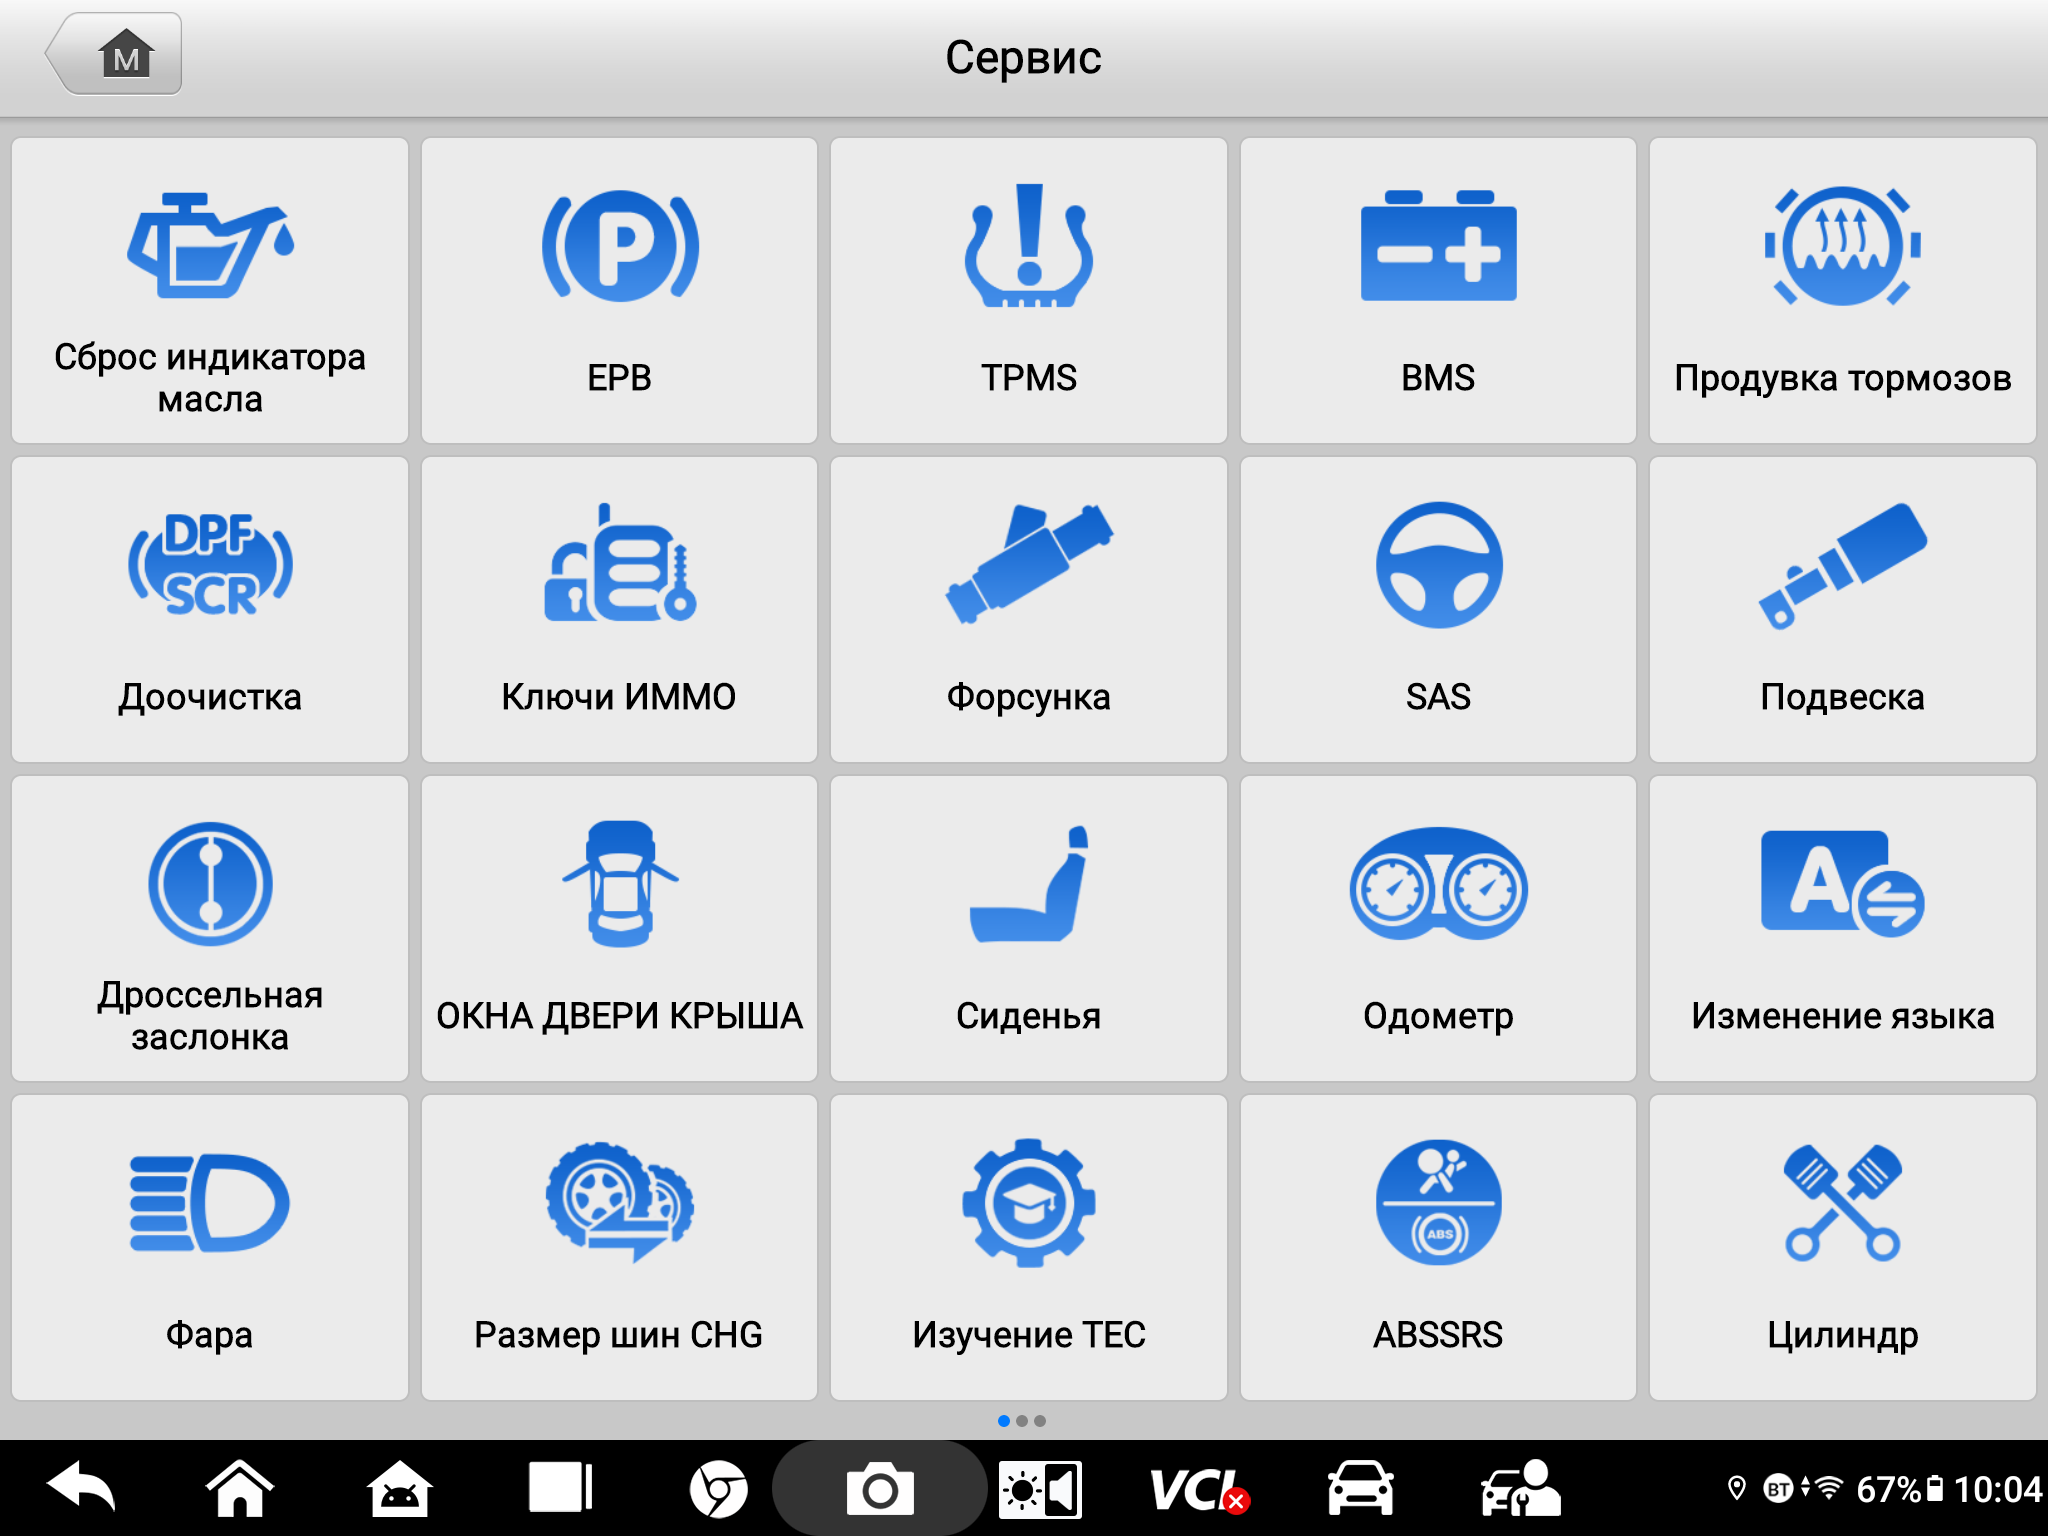 M
Сервис
Сброс индикатора
масла
EPB
TPMS
BMS
Продувка тормозов
DPF
SCR
Доочистка
Ключи ИММО
Форсунка
SAS
Подвеска
Дроссельная
заслонка
ОКНА ДВЕРИ КРЫША
Сиденья
Одометр
A
Изменение языка
Фара
Размер шин CHG
Изучение TEC
ABS
ABSSRS
Цилиндр
VCI
BT
67%
10:04